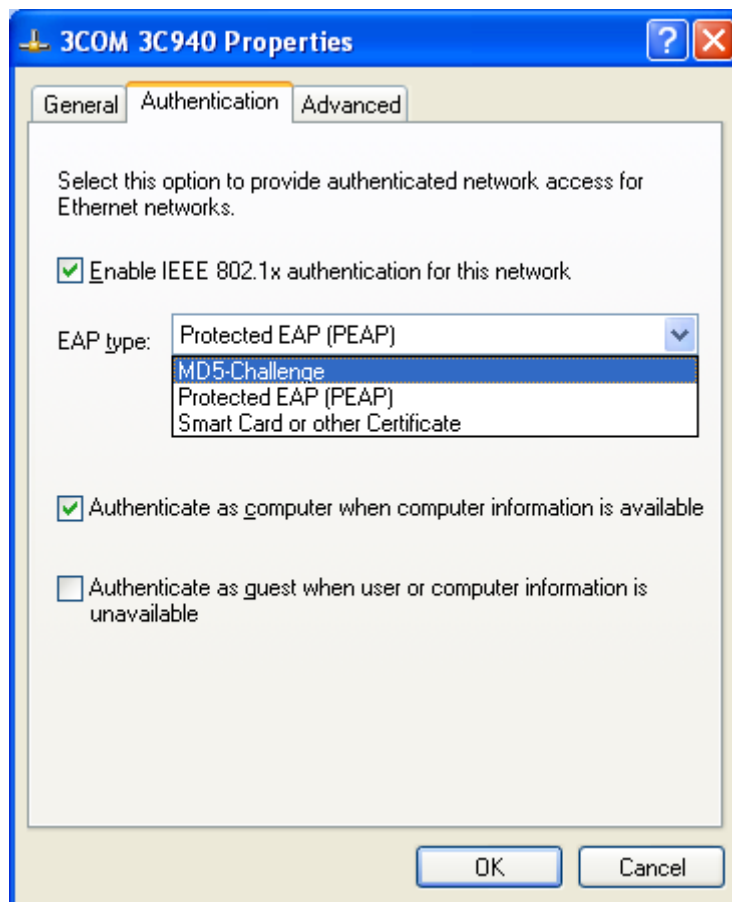 3COM 3C940 Properties
General Authentication Advanced
Select this option to provide authenticated network access for
Ethernet networks.
Enable IEEE 802.1x authentication for this network
EAP type: Protected EAP (PEAP)
MD5-Challenge
Protected EAP (PEAP)
Smart Card or other Certificate
Authenticate as computer when computer information is available
Authenticate as guest when user or computer information is
unavailable
OK Cancel